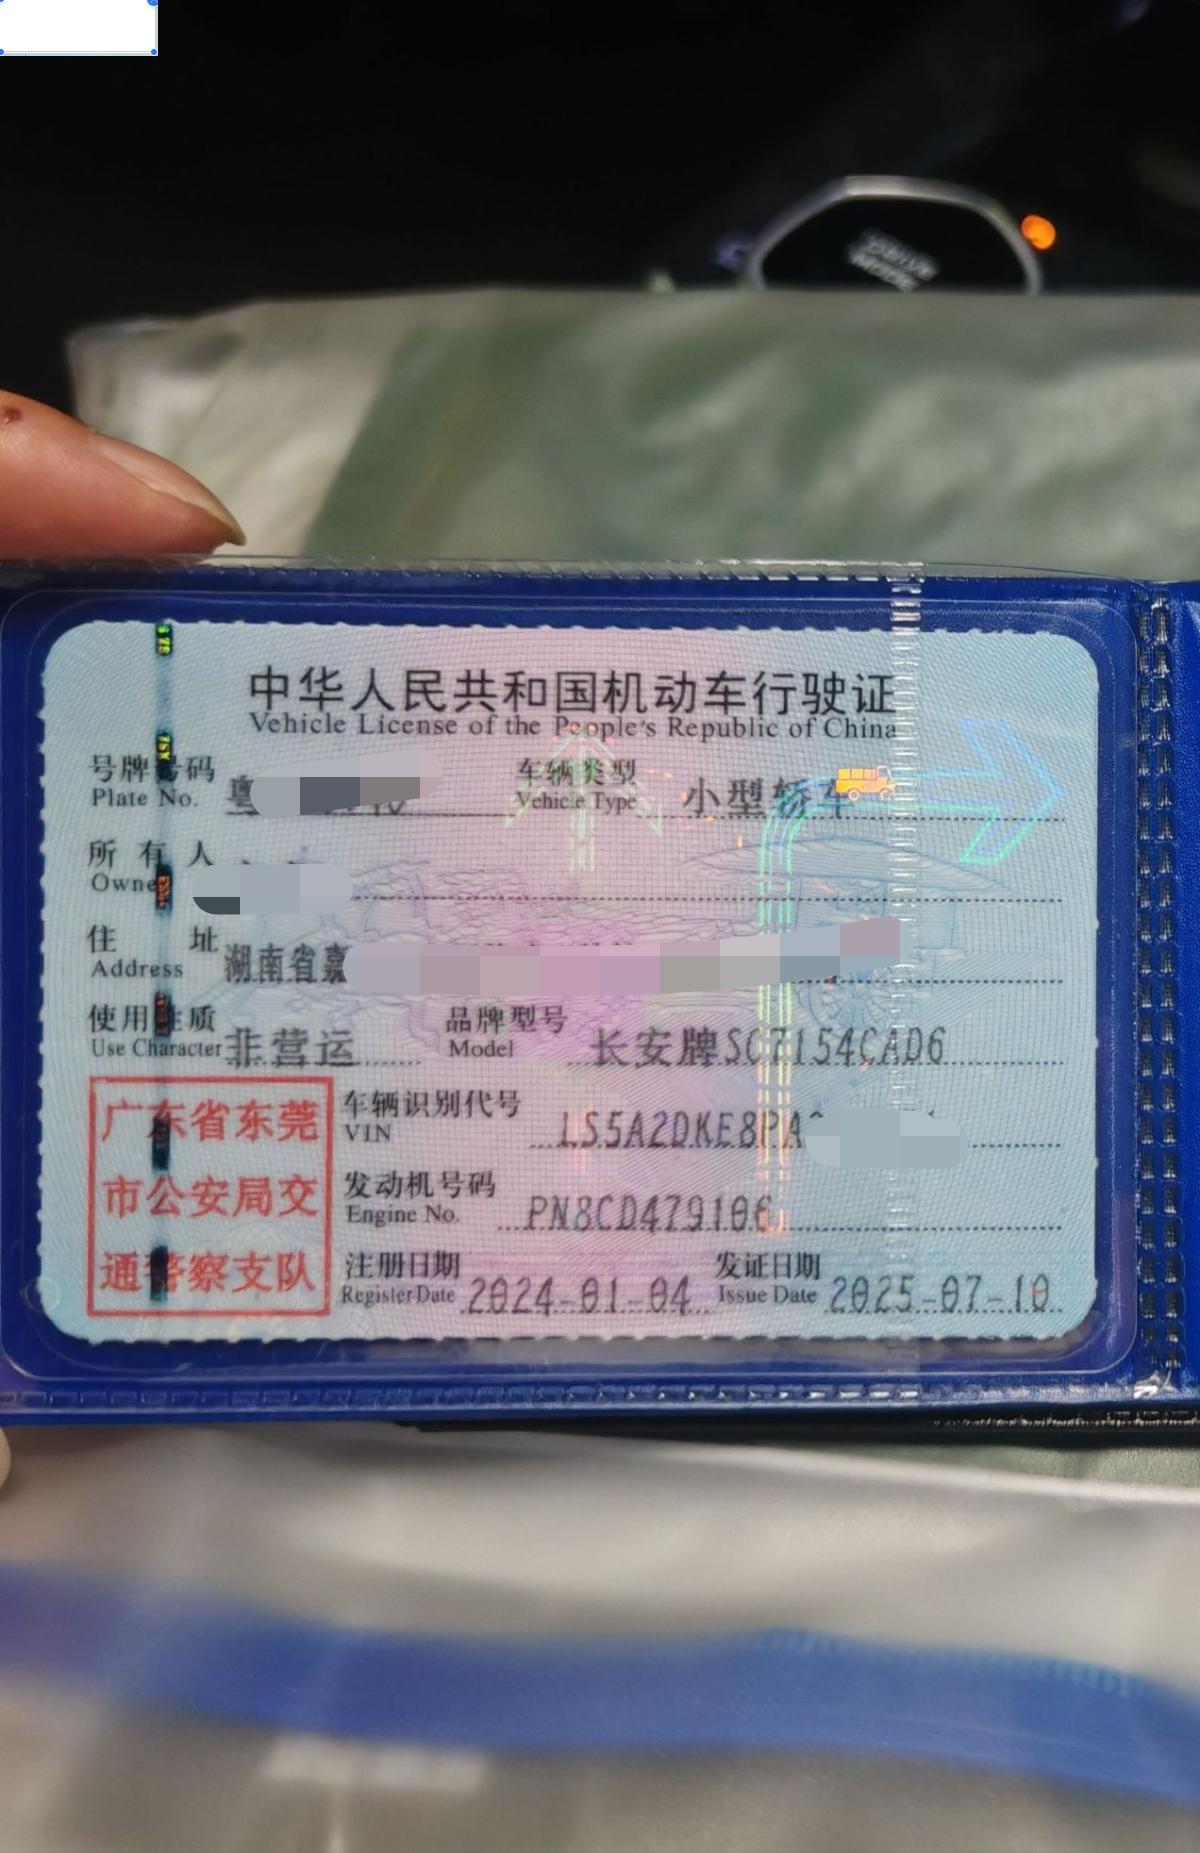 DRIVE
MODE
中华人民共和国机动车行驶证
Vehicle License of the People's Republic of China
号牌号码 粤 车辆类型 小型轿车
Plate No. Vehicle Type
所有人
Owner
住址 湖南省嘉
Address
使用性质 非营运 品牌型号 长安牌SC7154CAD6
Use Character Model
广东省东莞
市公安局交
通警察支队
车辆识别代号 LS5A2DKE8PA
VIN
发动机号码 PN8CD479106
Engine No.
注册日期 2024-01-04 发证日期 2025-07-10
Register Date Issue Date